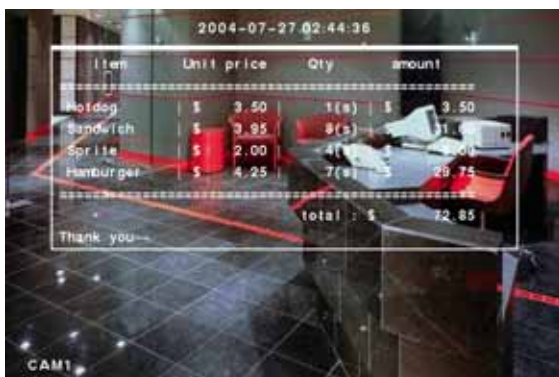 2004-07-27 02:44:36
Item Unit price Qty amount
Hotdog | $ 3.50 | 1(s) | $ 3.50
Sandwich | $ 3.95 | 8(s)
Sprite | $ 2.00
Hamburger | $ 4.25 | 7(s) $ 29.75
total : $ 72.85
Thank you--
CAM1